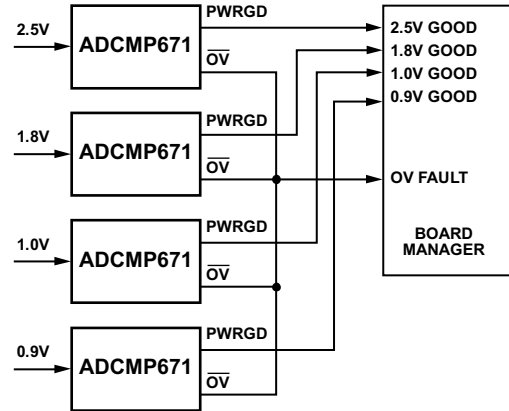 2.5V
ADCMP671
PWRGD
OV
1.8V
ADCMP671
PWRGD
OV
1.0V
ADCMP671
PWRGD
OV
0.9V
ADCMP671
PWRGD
OV
2.5V GOOD
1.8V GOOD
1.0V GOOD
0.9V GOOD
OV FAULT
BOARD
MANAGER